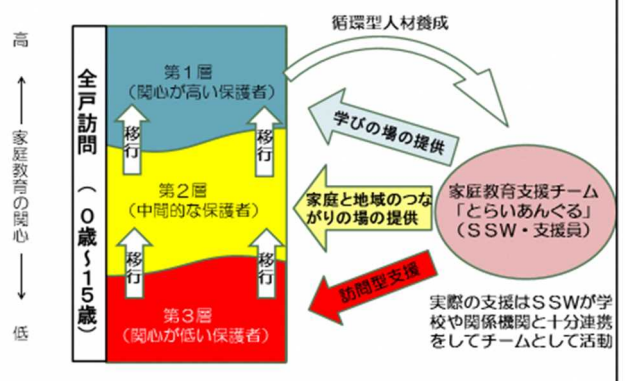 高
家庭教育の関心
低
全戸訪問（０歳～１５歳）
第１層
（関心が高い保護者）
移行
移行
第２層
（中間的な保護者）
移行
移行
第３層
（関心が低い保護者）
循環型人材養成
学びの場の提供
家庭と地域のつな
がりの場の提供
訪問型支援
家庭教育支援チーム
「とらいあんぐる」
（ＳＳＷ・支援員）
実際の支援はＳＳＷが学
校や関係機関と十分連携
をしてチームとして活動